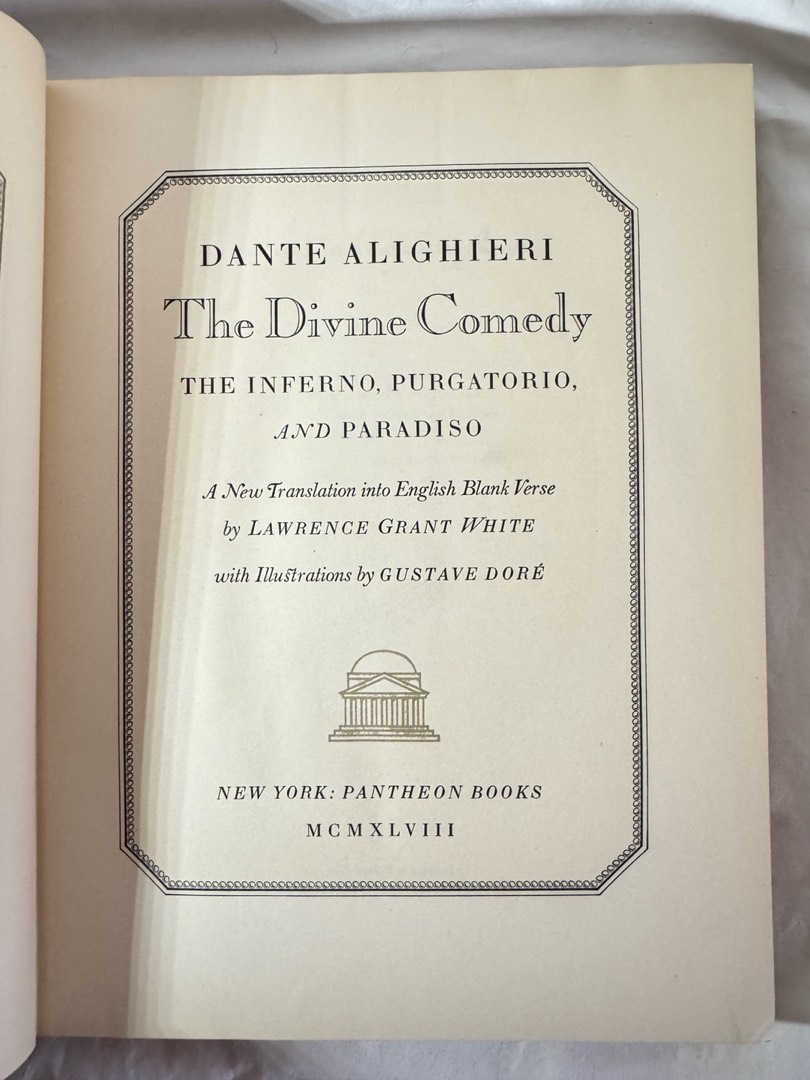 DANTE ALIGHIERI
The Divine Comedy
THE INFERNO, PURGATORIO,
AND PARADISO
A New Translation into English Blank Verse
by LAWRENCE GRANT WHITE
with Illustrations by GUSTAVE DORÉ
NEW YORK: PANTHEON BOOKS
MCMXLVIII